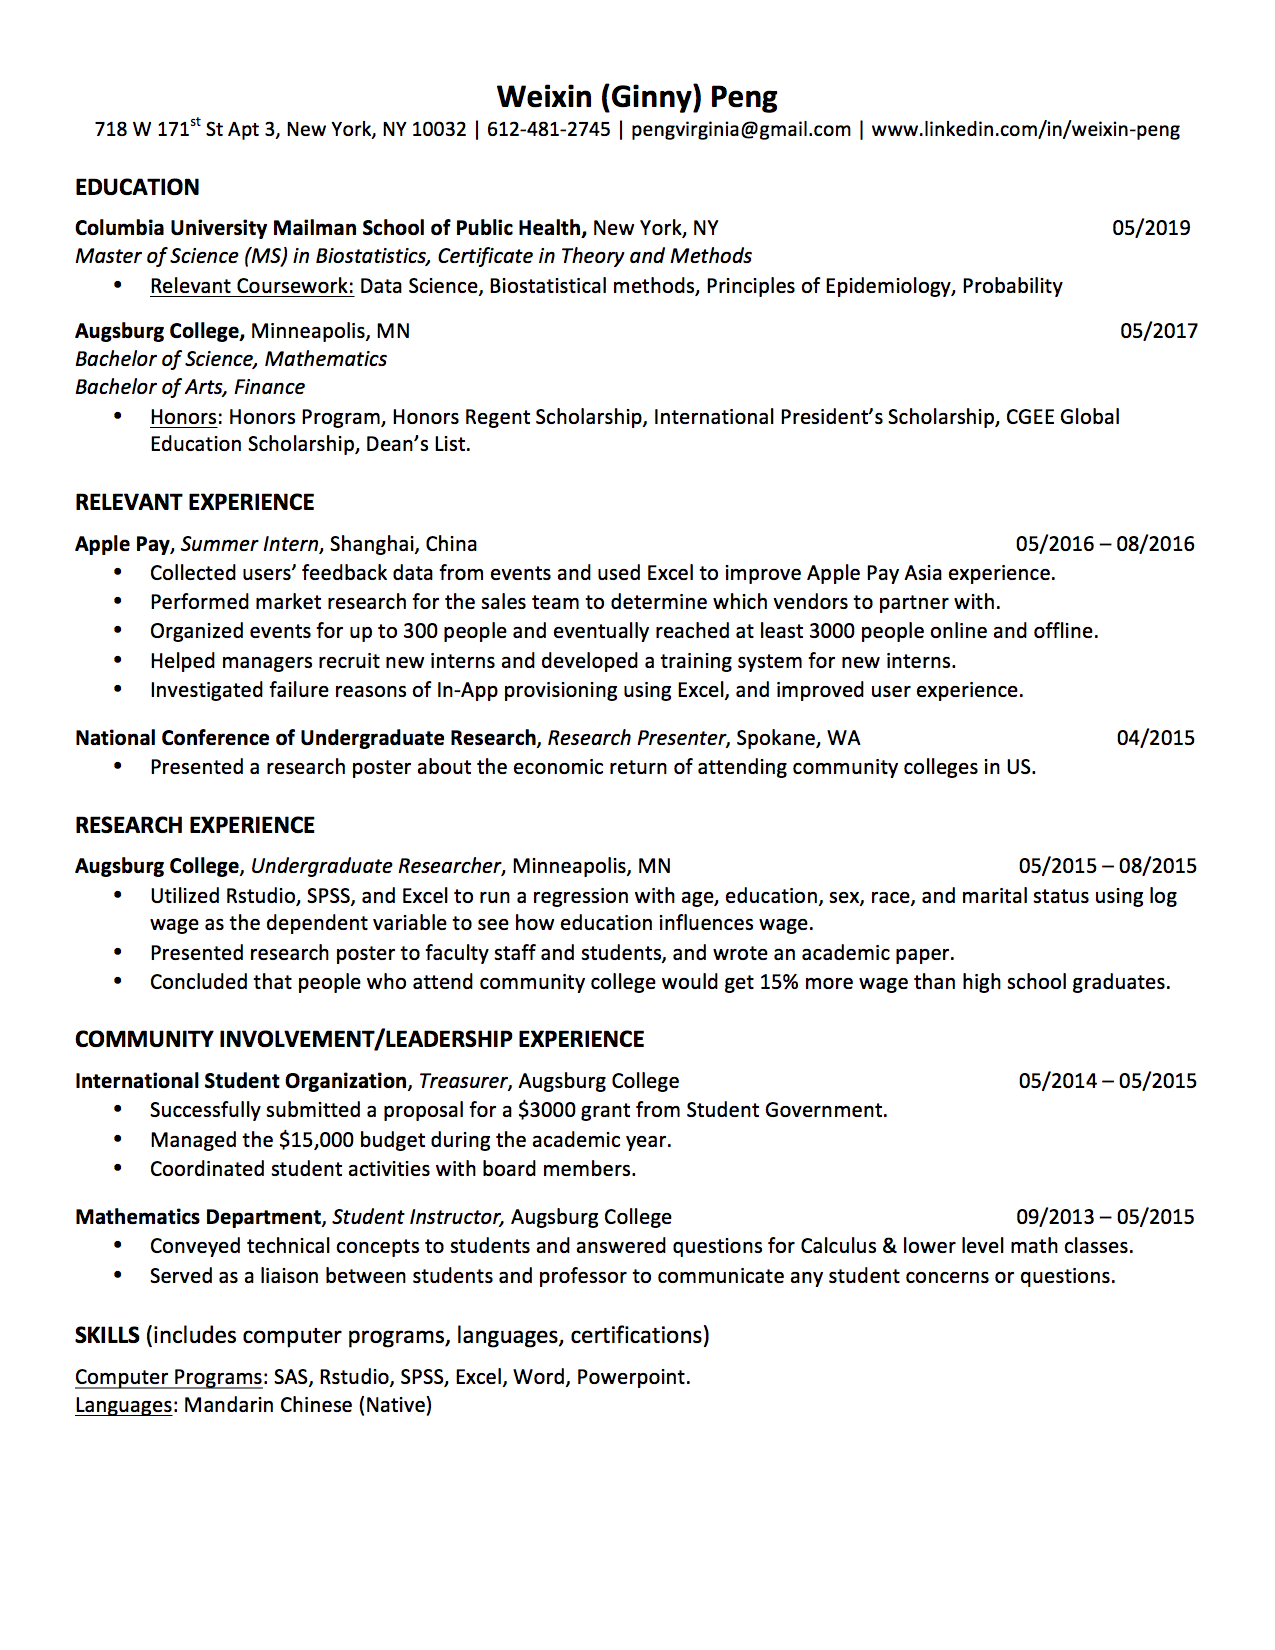 Weixin (Ginny) Peng
718 W 171st St Apt 3, New York, NY 10032 | 612-481-2745 | pengvirginia@gmail.com | www.linkedin.com/in/weixin-peng
EDUCATION
Columbia University Mailman School of Public Health, New York, NY 05/2019
Master of Science (MS) in Biostatistics, Certificate in Theory and Methods
• Relevant Coursework: Data Science, Biostatistical methods, Principles of Epidemiology, Probability
Augsburg College, Minneapolis, MN 05/2017
Bachelor of Science, Mathematics
Bachelor of Arts, Finance
• Honors: Honors Program, Honors Regent Scholarship, International President's Scholarship, CGEE Global
Education Scholarship, Dean's List.
RELEVANT EXPERIENCE
Apple Pay, Summer Intern, Shanghai, China 05/2016 – 08/2016
• Collected users' feedback data from events and used Excel to improve Apple Pay Asia experience.
• Performed market research for the sales team to determine which vendors to partner with.
• Organized events for up to 300 people and eventually reached at least 3000 people online and offline.
• Helped managers recruit new interns and developed a training system for new interns.
• Investigated failure reasons of In-App provisioning using Excel, and improved user experience.
National Conference of Undergraduate Research, Research Presenter, Spokane, WA 04/2015
• Presented a research poster about the economic return of attending community colleges in US.
RESEARCH EXPERIENCE
Augsburg College, Undergraduate Researcher, Minneapolis, MN 05/2015 – 08/2015
• Utilized Rstudio, SPSS, and Excel to run a regression with age, education, sex, race, and marital status using log
wage as the dependent variable to see how education influences wage.
• Presented research poster to faculty staff and students, and wrote an academic paper.
• Concluded that people who attend community college would get 15% more wage than high school graduates.
COMMUNITY INVOLVEMENT/LEADERSHIP EXPERIENCE
International Student Organization, Treasurer, Augsburg College 05/2014 – 05/2015
• Successfully submitted a proposal for a $3000 grant from Student Government.
• Managed the $15,000 budget during the academic year.
• Coordinated student activities with board members.
Mathematics Department, Student Instructor, Augsburg College 09/2013 – 05/2015
• Conveyed technical concepts to students and answered questions for Calculus & lower level math classes.
• Served as a liaison between students and professor to communicate any student concerns or questions.
SKILLS (includes computer programs, languages, certifications)
Computer Programs: SAS, Rstudio, SPSS, Excel, Word, Powerpoint.
Languages: Mandarin Chinese (Native)